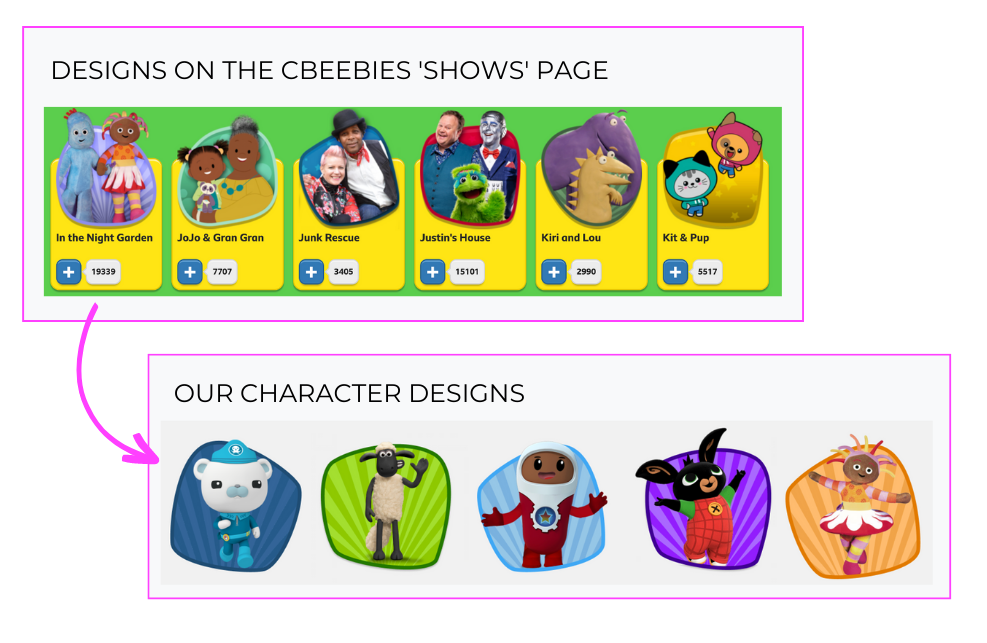 DESIGNS ON THE CBEEBIES 'SHOWS' PAGE
In the Night Garden
JoJo & Gran Gran
Junk Rescue
Justin's House
Kiri and Lou
Kit & Pup
19339
7707
3405
15101
2990
5517
OUR CHARACTER DESIGNS